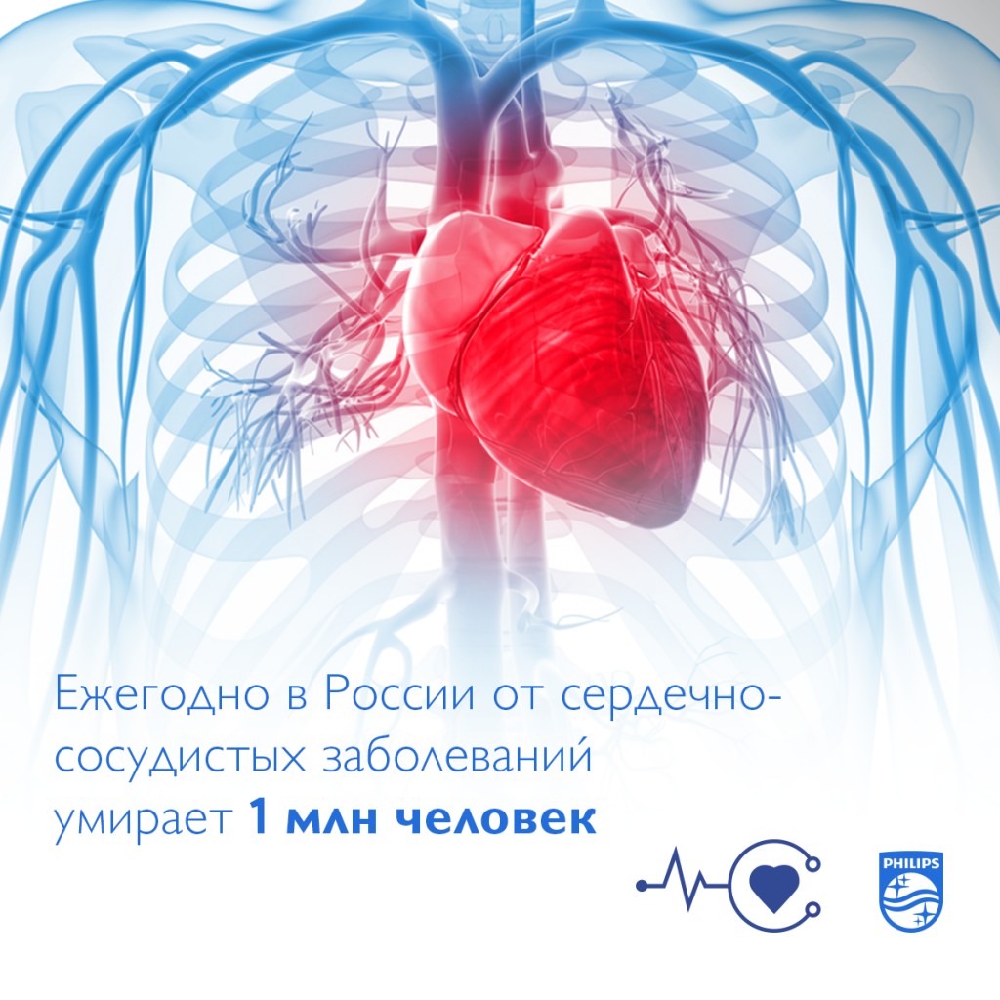 Ежегодно в России от сердечно-
сосудистых заболеваний
умирает 1 млн человек
PHILIPS